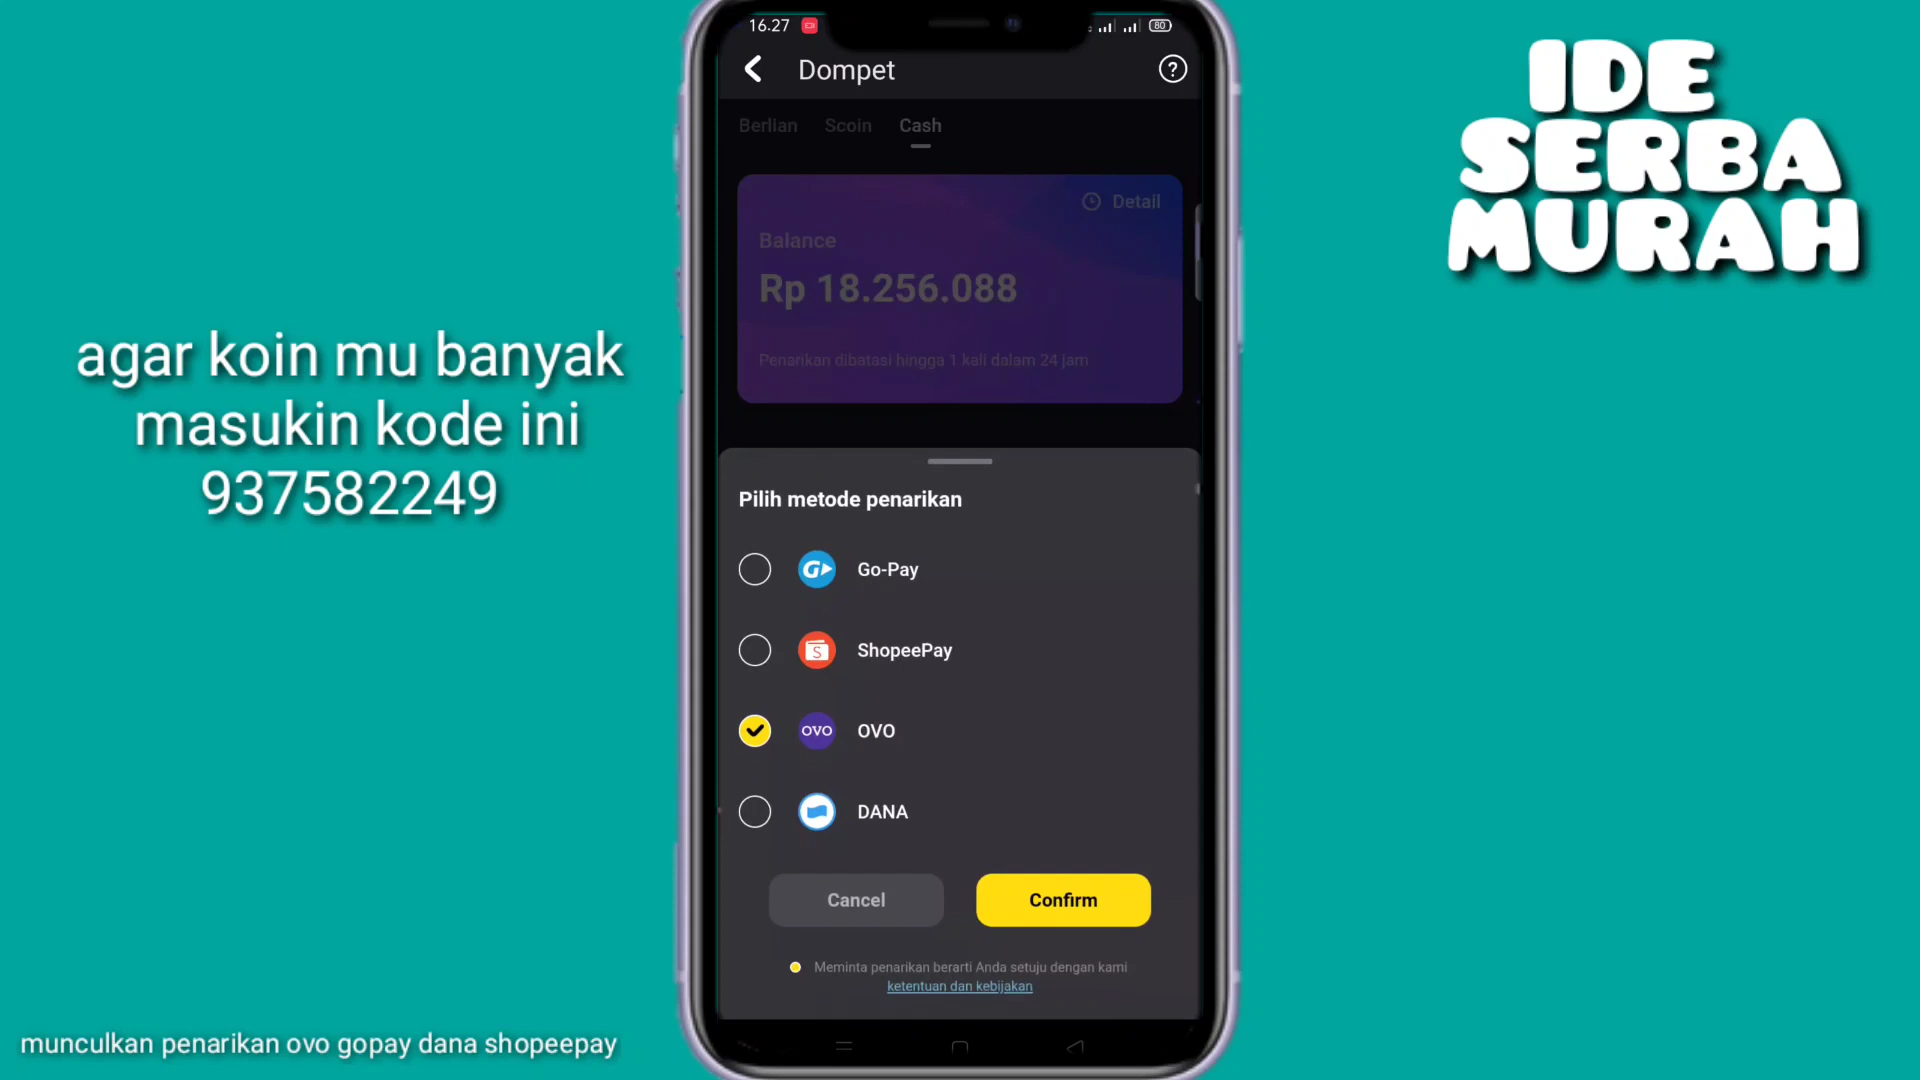 16.27
80
Dompet
?
Berlian Scoin Cash
Detail
Balance
Rp 18.256.088
Penarikan dibatasi hingga 1 kali dalam 24 jam
Pilih metode penarikan
Go-Pay
S ShopeePay
OVO OVO
DANA
Cancel Confirm
Meminta penarikan berarti Anda setuju dengan kami
ketentuan dan kebijakan
agar koin mu banyak
masukin kode ini
937582249
munculkan penarikan ovo gopay dana shopeepay
IDE
SERBA
MURAH